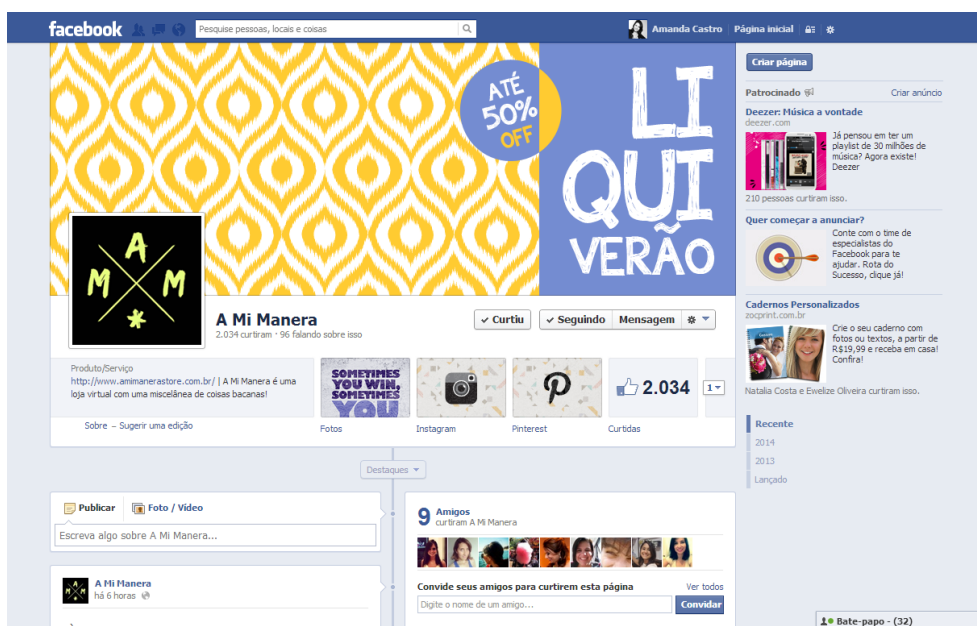 facebook
Pesquise pessoas, locais e coisas
Amanda Castro
Página inicial
ATÉ
50%
OFF
LI
QUI
VERÃO
A
M M
*
A Mi Manera
2.034 curtiram · 96 falando sobre isso
✓ Curtiu
✓ Seguindo
Mensagem
Produto/Serviço
http://www.amimanerastore.com.br/ | A Mi Manera é uma
loja virtual com uma miscelânea de coisas bacanas!
Sobre – Sugerir uma edição
SOMETIMES
YOU WIN,
SOMETIMES
YOU
Fotos
Instagram
Pinterest
2.034
Curtidas
1
Destaques
Publicar
Foto / Vídeo
Escreva algo sobre A Mi Manera...
A Mi Manera
há 6 horas
9 Amigos
curtiram A Mi Manera
Convide seus amigos para curtirem esta página
Ver todos
Digite o nome de um amigo...
Convidar
Criar página
Patrocinado
Criar anúncio
Deezer: Música a vontade
deezer.com
Já pensou em ter um
playlist de 30 milhões de
música? Agora existe!
Deezer
210 pessoas curtiram isso.
Quer começar a anunciar?
Conte com o time de
especialistas do
Facebook para te
ajudar. Rota do
Sucesso, clique já!
Cadernos Personalizados
zocprint.com.br
Crie o seu caderno com
fotos ou textos, a partir de
R$19,99 e receba em casa!
Confira!
Natalia Costa e Ewelize Oliveira curtiram isso.
Recente
2014
2013
Lançado
Bate-papo - (32)